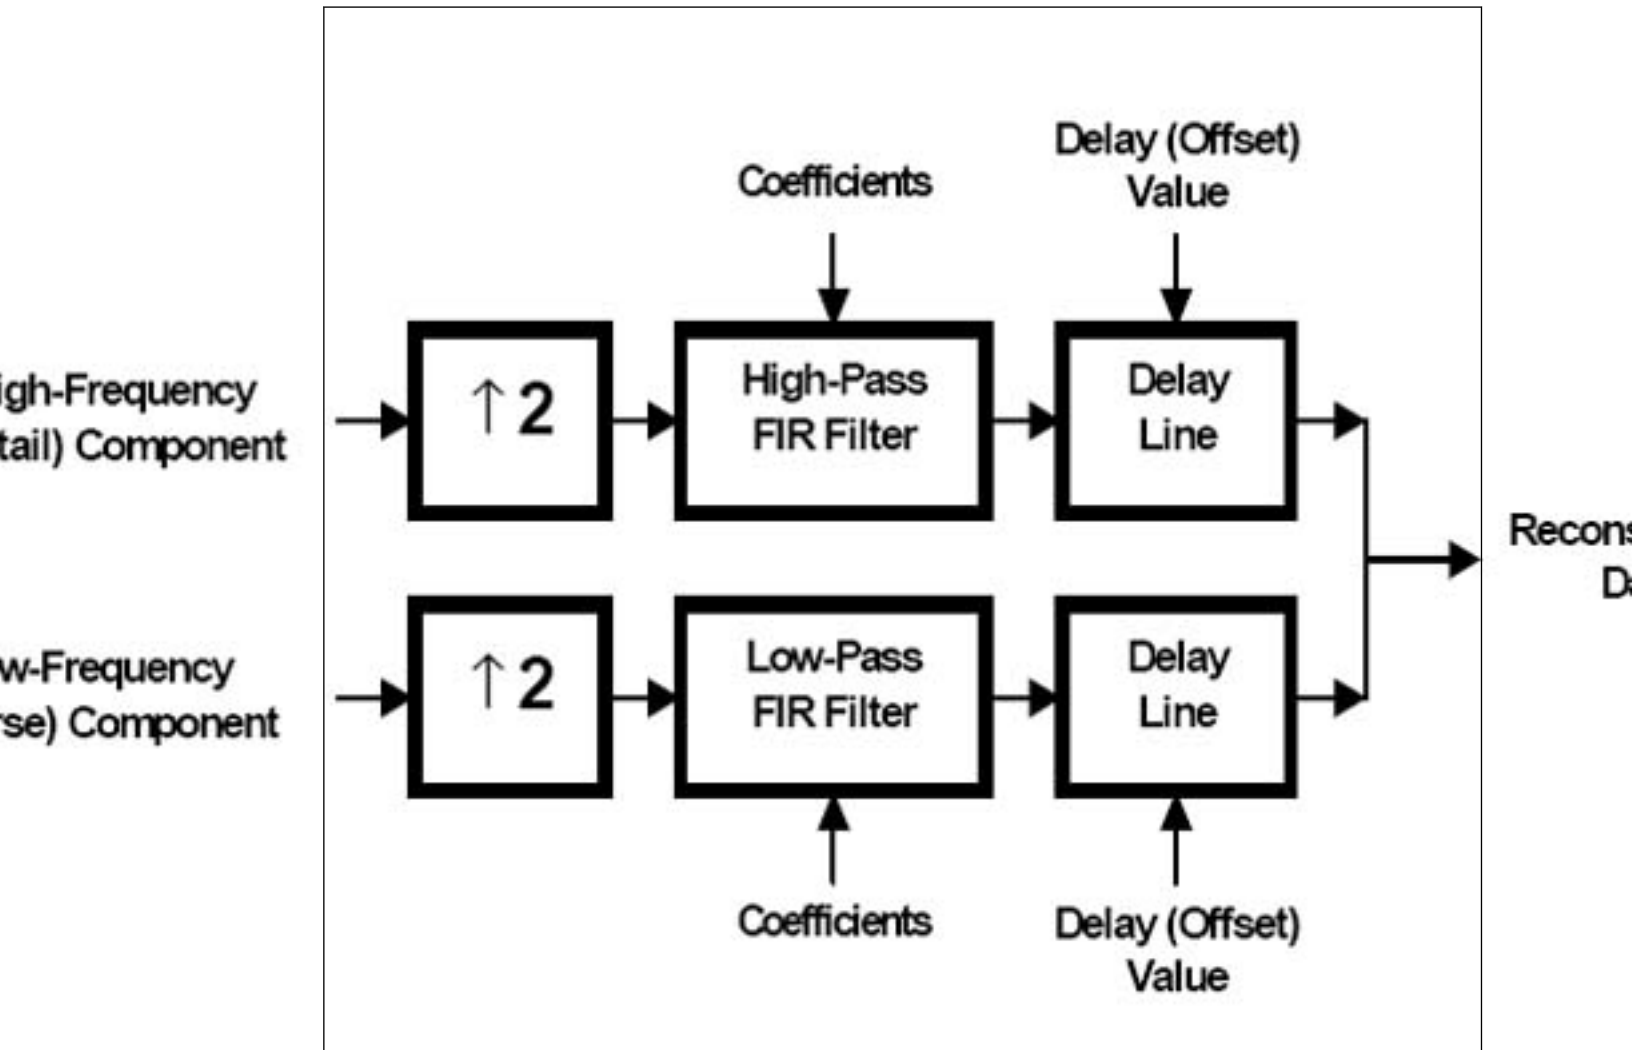 Coefficients
Delay (Offset)
Value
igh-Frequency
tail) Component
↑2
High-Pass
FIR Filter
Delay
Line
Recons
Da
w-Frequency
rse) Component
↑2
Low-Pass
FIR Filter
Delay
Line
Coefficients
Delay (Offset)
Value